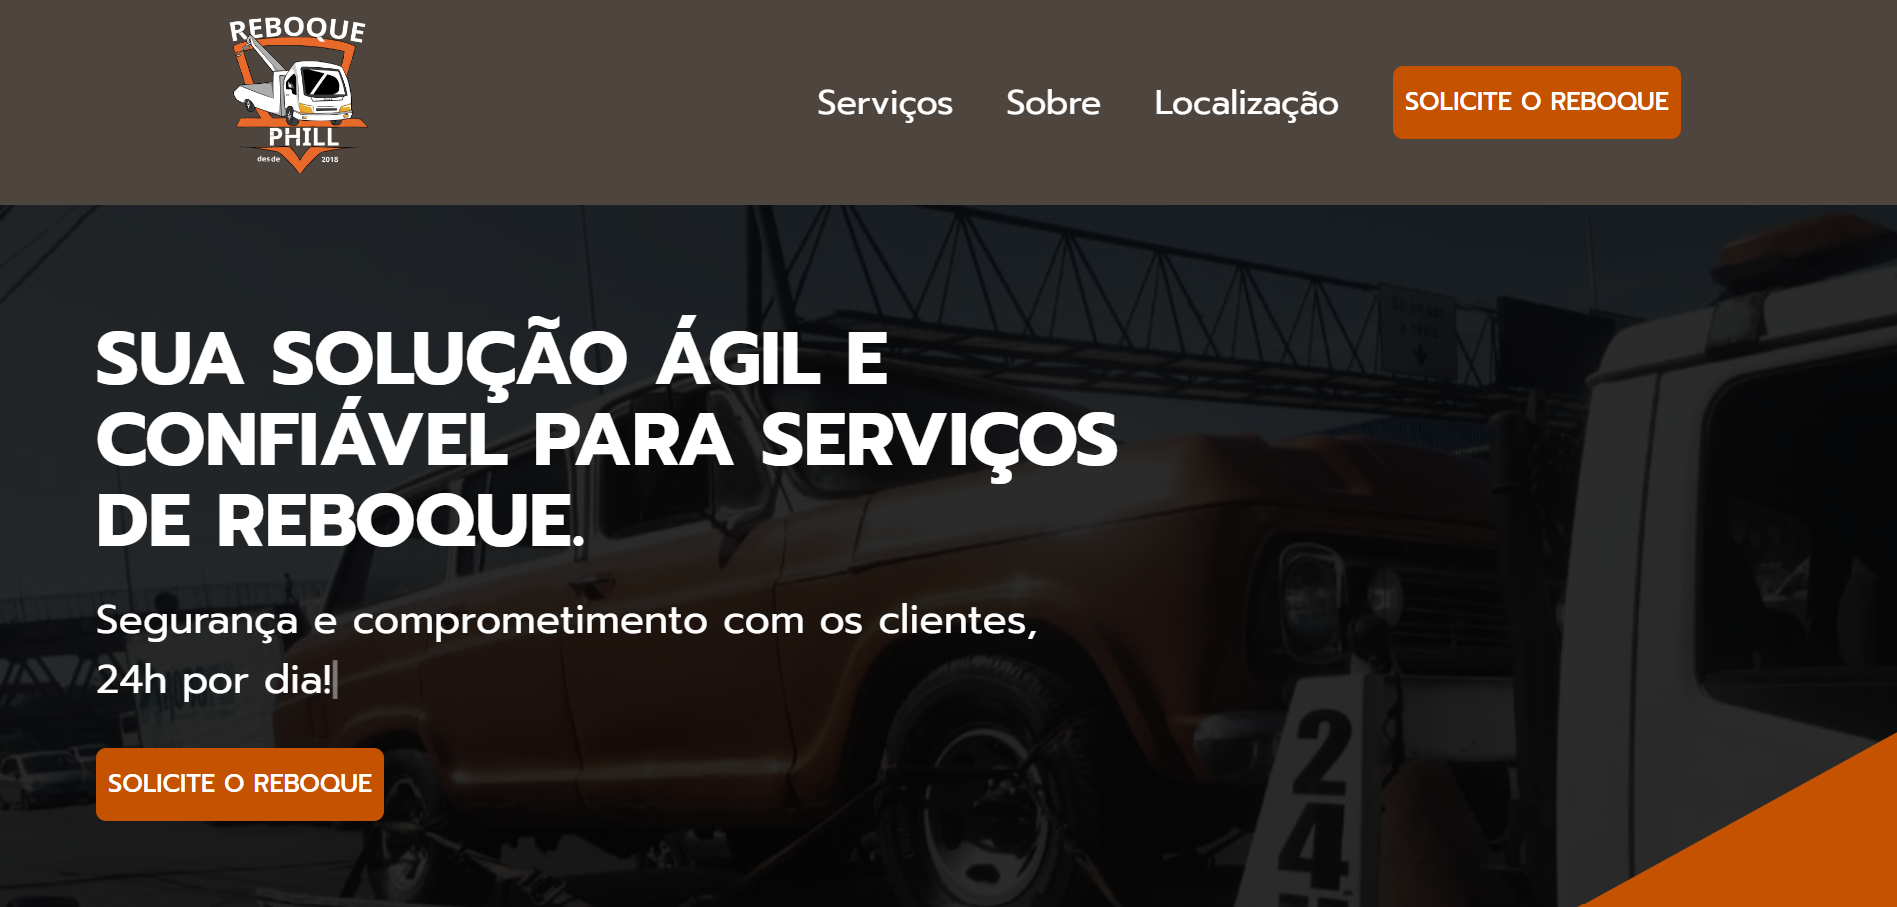 REBOQUE
PHILL
desde 2018
Serviços Sobre Localização SOLICITE O REBOQUE
SUA SOLUÇÃO ÁGIL E
CONFIÁVEL PARA SERVIÇOS
DE REBOQUE.
Segurança e comprometimento com os clientes,
24h por dia!
SOLICITE O REBOQUE
24